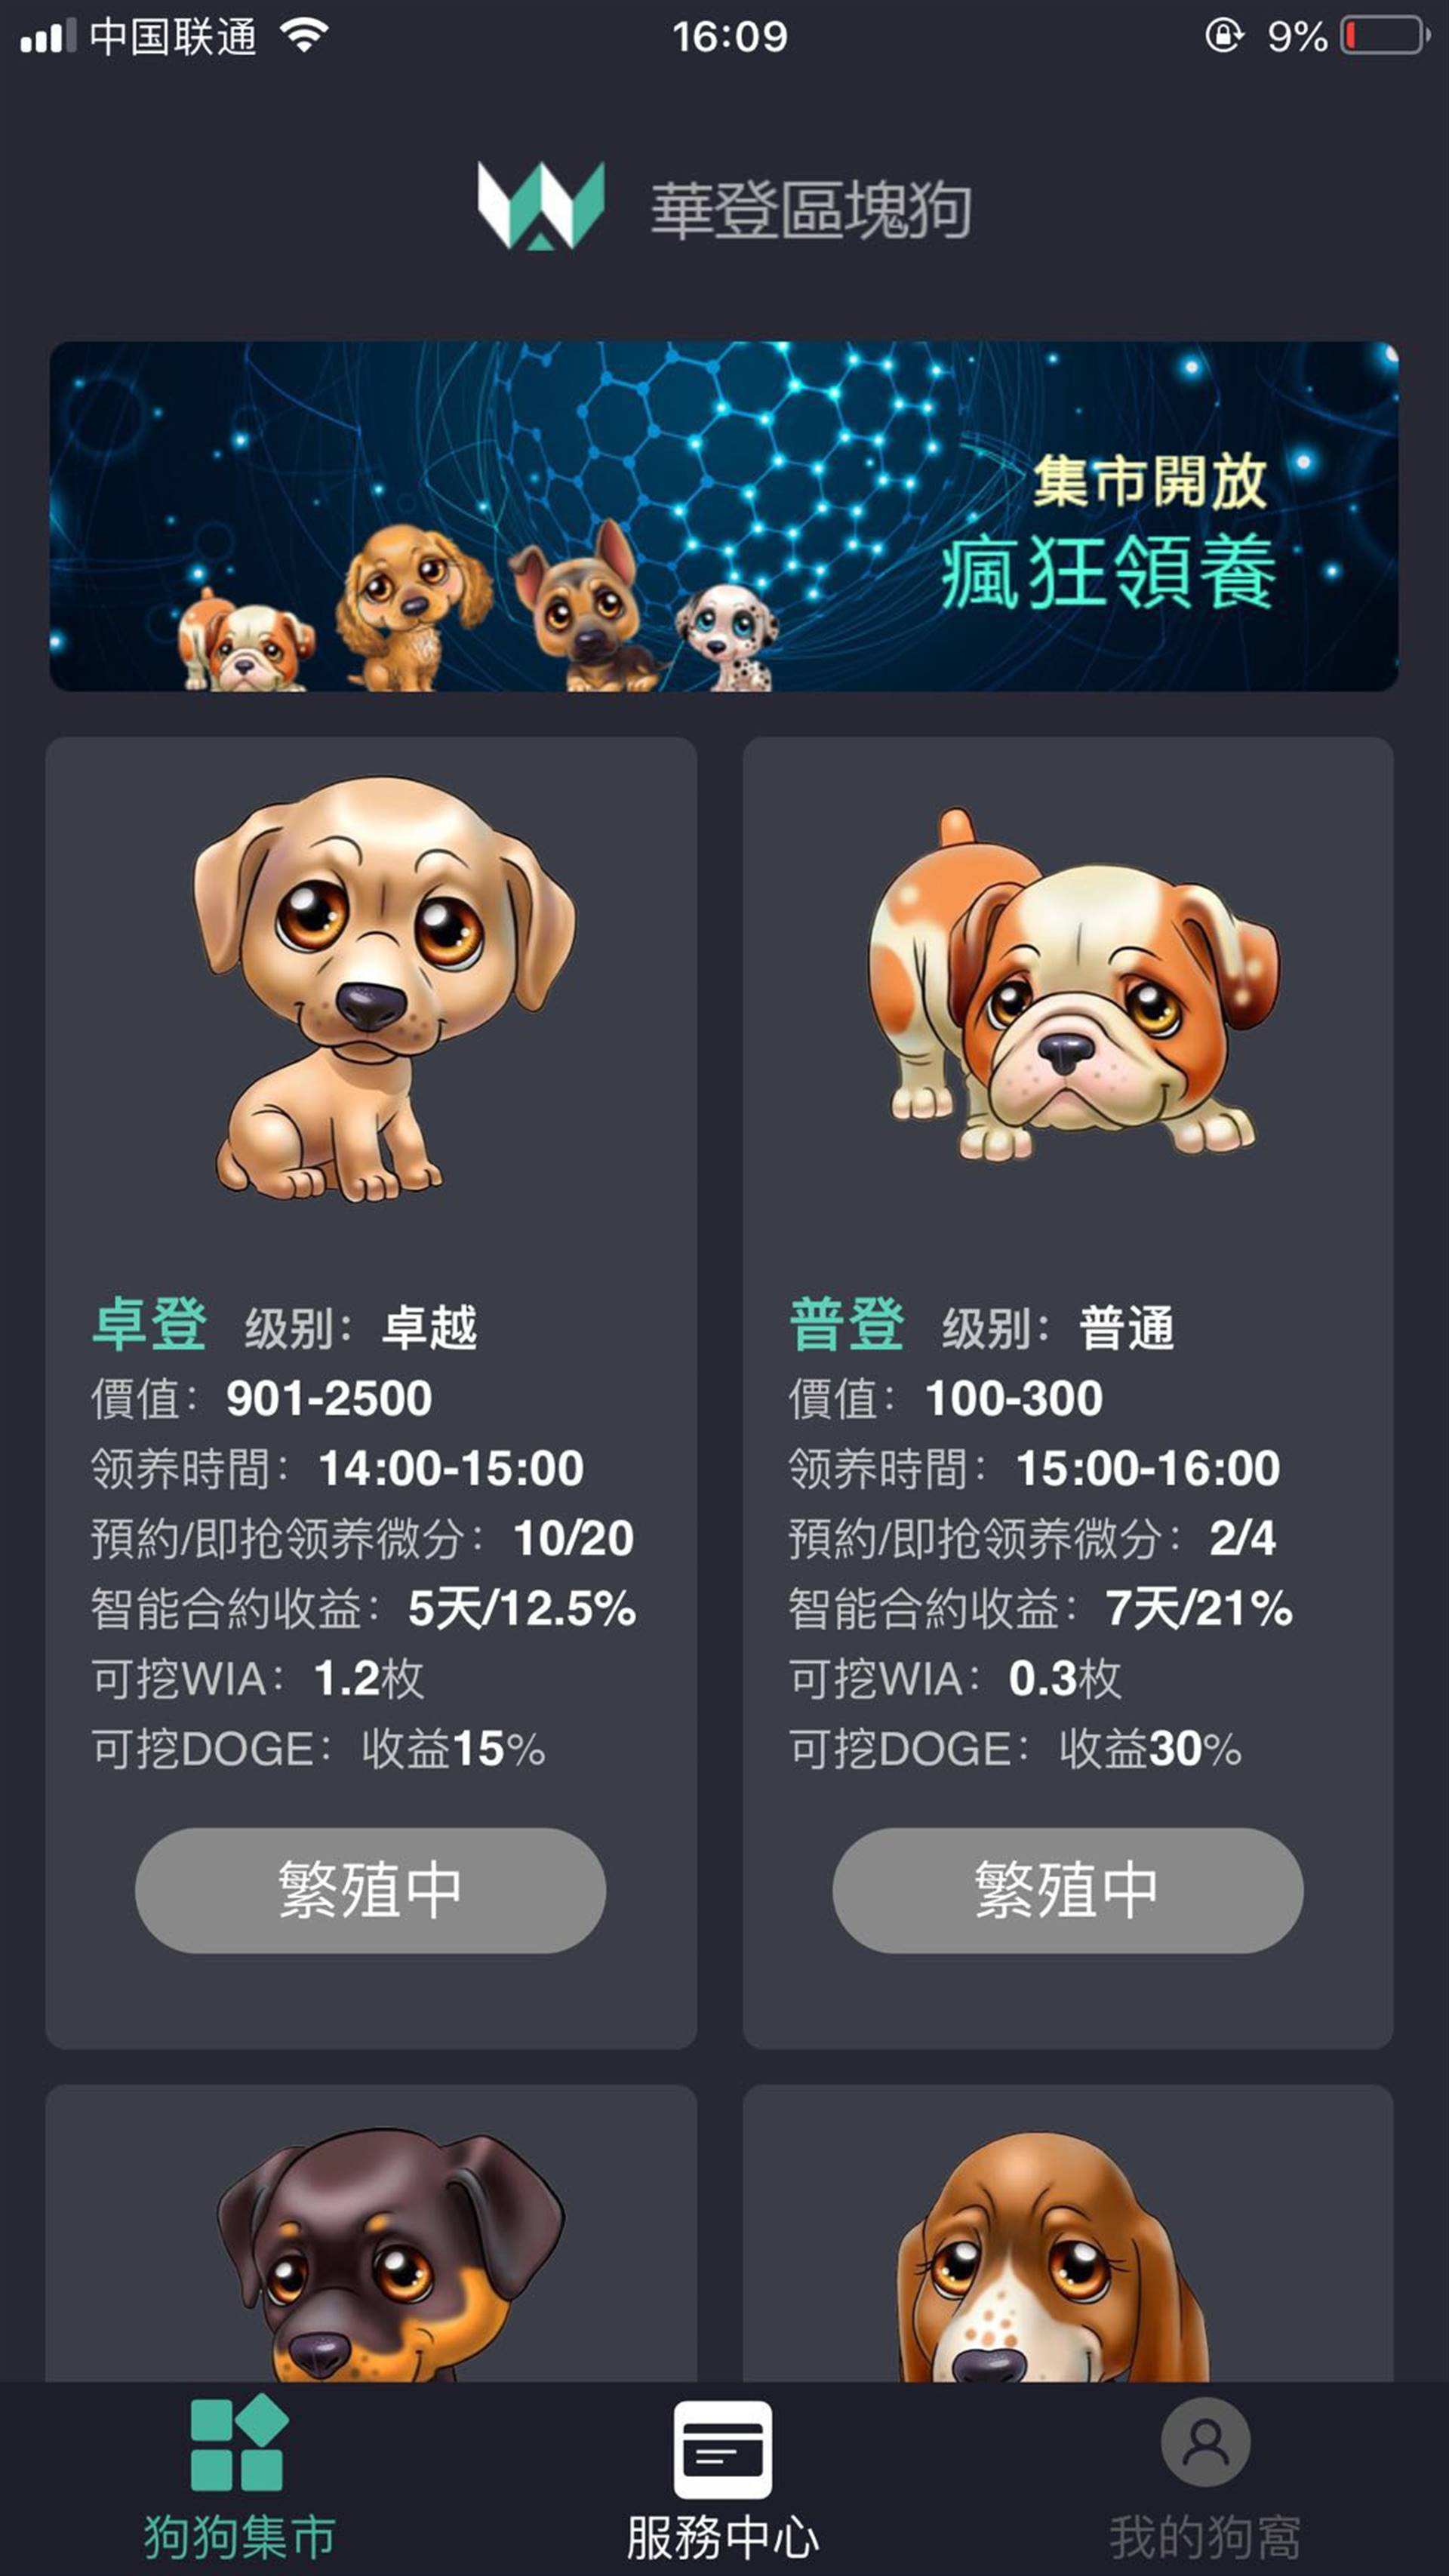 中国联通
16:09
9%
華登區塊狗
集市開放
瘋狂領養
卓登 级别：卓越
價值：901-2500
领养時間：14:00-15:00
預約/即抢领养微分：10/20
智能合約收益：5天/12.5%
可挖WIA：1.2枚
可挖DOGE：收益15%
繁殖中
普登 级别：普通
價值：100-300
领养時間：15:00-16:00
預約/即抢领养微分：2/4
智能合約收益：7天/21%
可挖WIA：0.3枚
可挖DOGE：收益30%
繁殖中
狗狗集市
服務中心
我的狗窩